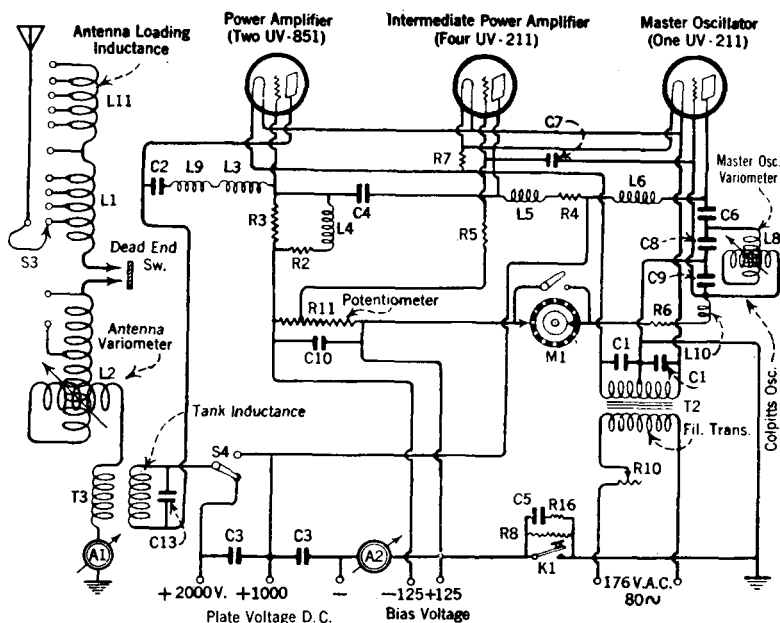 Power Amplifier
(Two UV-851)
Intermediate Power Amplifier
(Four UV-211)
Master Oscillator
(One UV-211)
Antenna Loading
Inductance
L11
C7
R7
C2
L9
L3
L1
R3
L4
C4
L5
R4
L6
Master Osc.
Variometer
C6
C8
L8
C9
S3
Dead End
Sw.
R2
R5
R11
Potentiometer
R6
L10
Antenna
Variometer
C10
M1
C1
C1
Colpitts Osc.
L2
T2
Fil. Trans.
Tank Inductance
S4
R10
T3
C5
R16
R8
C13
C3
C3
A2
K1
A1
+2000 V.
+1000
−
−125
+125
176 V.A.C.
80~
Plate Voltage D.C.
Bias Voltage